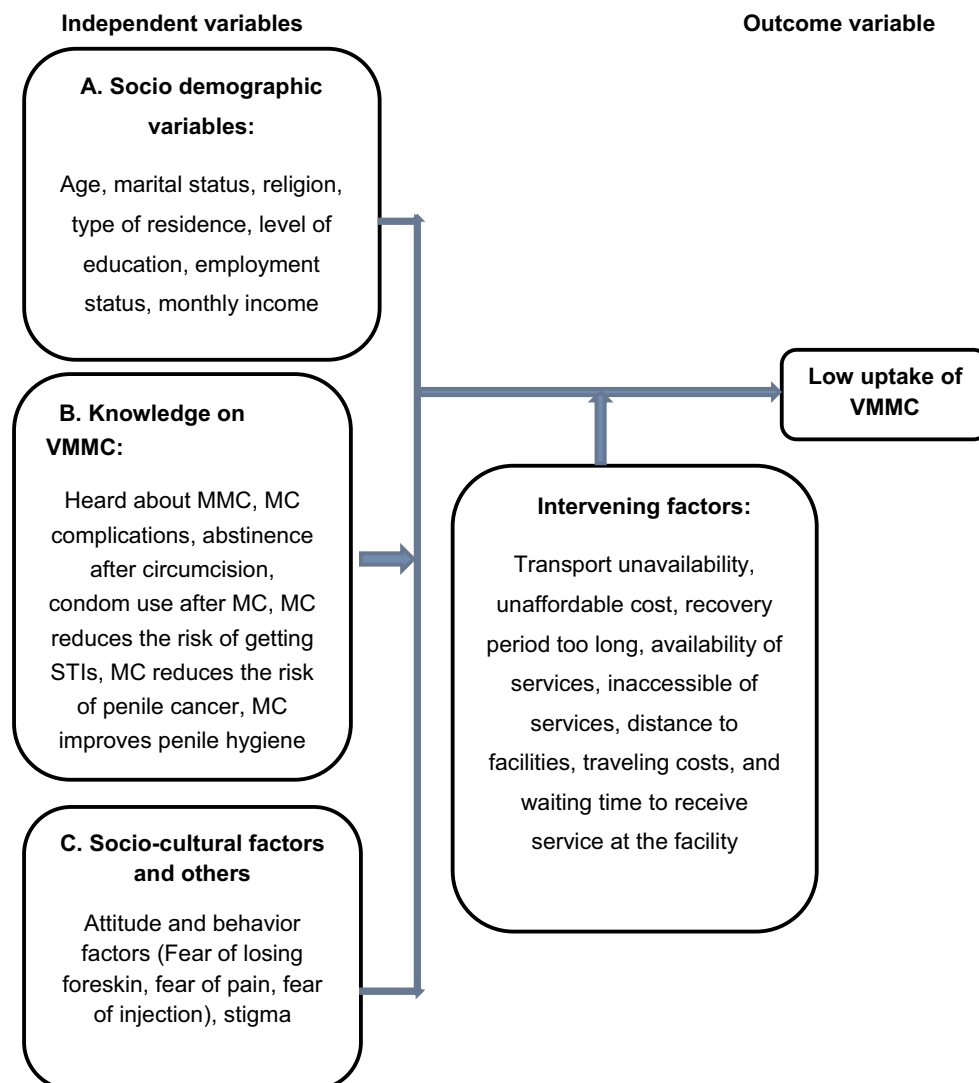 Independent variables
Outcome variable
A. Socio demographic
variables:
Age, marital status, religion,
type of residence, level of
education, employment
status, monthly income
B. Knowledge on
VMMC:
Heard about MMC, MC
complications, abstinence
after circumcision,
condom use after MC, MC
reduces the risk of getting
STIs, MC reduces the risk
of penile cancer, MC
improves penile hygiene
C. Socio-cultural factors
and others
Attitude and behavior
factors (Fear of losing
foreskin, fear of pain, fear
of injection), stigma
Intervening factors:
Transport unavailability,
unaffordable cost, recovery
period too long, availability of
services, inaccessible of
services, distance to
facilities, traveling costs, and
waiting time to receive
service at the facility
Low uptake of
VMMC